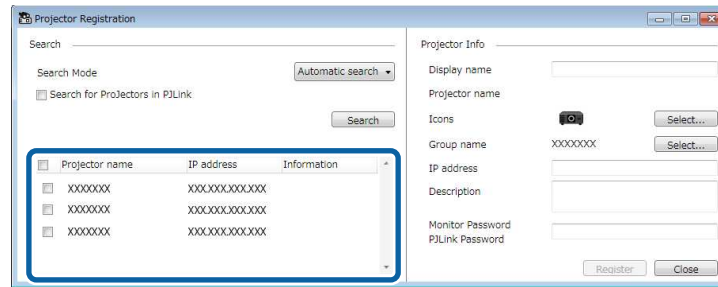 Projector Registration
Search
Search Mode
Automatic search
Search for ProJectors in PJLink
Search
Projector name IP address Information
XXXXXXX XXX.XXX.XXX.XXX
XXXXXXX XXX.XXX.XXX.XXX
XXXXXXX XXX.XXX.XXX.XXX
Projector Info
Display name
Projector name
Icons
Select...
Group name XXXXXXX Select...
IP address
Description
Monitor Password
PJLink Password
Register Close